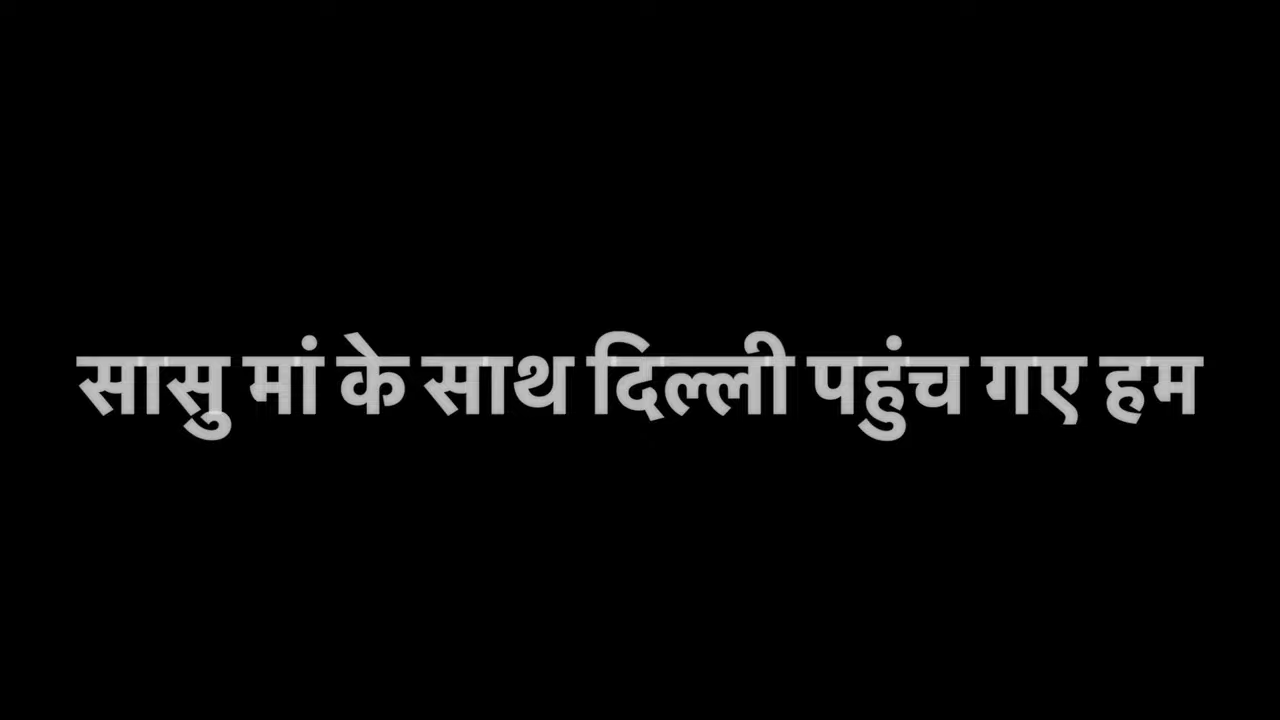 सासु मां के साथ दिल्ली पहुंच गए हम